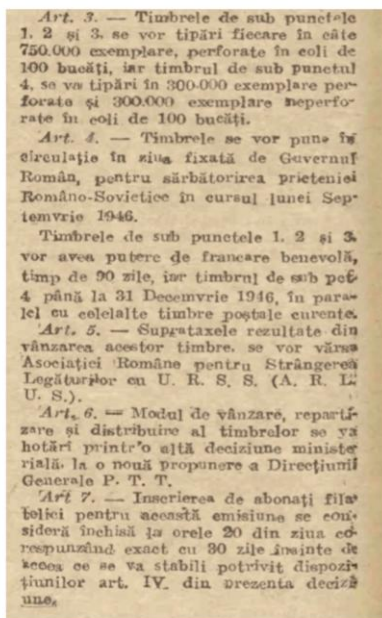 Art. 3. — Timbrele de sub punctele
1. 2 și 3. se vor tipări fiecare în câte
750.000 exemplare, perforate în coli de
100 bucăți, iar timbrul de sub punctul
4. se va tipări în 300.000 exemplare per-
forate și 300.000 exemplare neperfo-
rate în coli de 100 bucăți.
Art. 4. — Timbrele se vor pune în
circulație în ziua fixată de Guvernul
Român, pentru sărbătorirea prieteniei
Româno-Sovietice în cursul lunei Sep-
temvrie 1946.
Timbrele de sub punctele 1. 2 și 3.
vor avea putere de francare benevolă,
timp de 90 zile, iar timbrul de sub pct.
4 până la 31 Decemvrie 1946, în para-
lel cu celelalte timbre poștale curente.
Art. 5. — Suprataxele rezultate din
vânzarea acestor timbre. se vor vărsa
Asociației Române pentru Strângerea
Legăturilor cu U. R. S. S. (A. R. L.
U. S.).
Art. 6. — Modul de vânzare, reparti-
zare și distribuire al timbrelor se va
hotărî printr'o altă deciziune ministe-
rială. la o nouă propunere a Direcțiunii
Generale P. T. T.
Art 7. — Inscrierea de abonați fila-
telici pentru această emisiune se con-
sideră închisă la orele 20 din ziua co-
respunzând exact cu 30 zile înainte de
aceea ce se va stabili potrivit dispozi-
țiunilor art. IV. din prezenta deciz-
une.